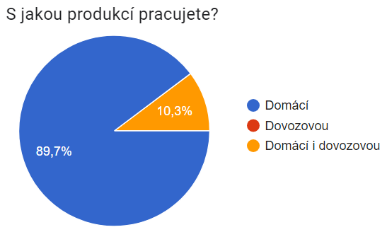 S jakou produkcí pracujete?
10,3%
89,7%
Domácí
Dovozovou
Domácí i dovozovou